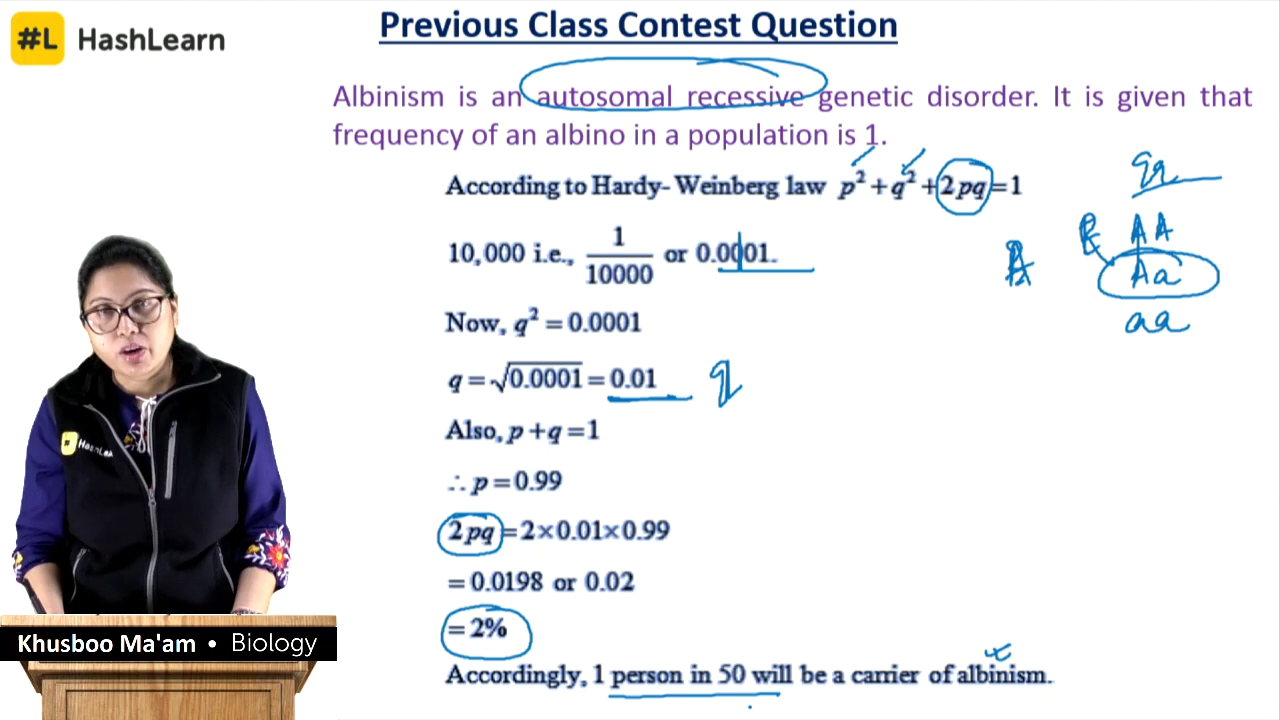 #L HashLearn
Previous Class Contest Question
Albinism is an autosomal recessive genetic disorder. It is given that
frequency of an albino in a population is 1.
According to Hardy- Weinberg law p² + q² + 2pq = 1
10,000 i.e., 1/10000 or 0.0001.
Now, q² = 0.0001
q = √0.0001 = 0.01 q
Also, p + q = 1
∴ p = 0.99
2pq = 2×0.01×0.99
= 0.0198 or 0.02
= 2%
Accordingly, 1 person in 50 will be a carrier of albinism.
AA
Aa
aa
# HashLea
Khusboo Ma'am • Biology